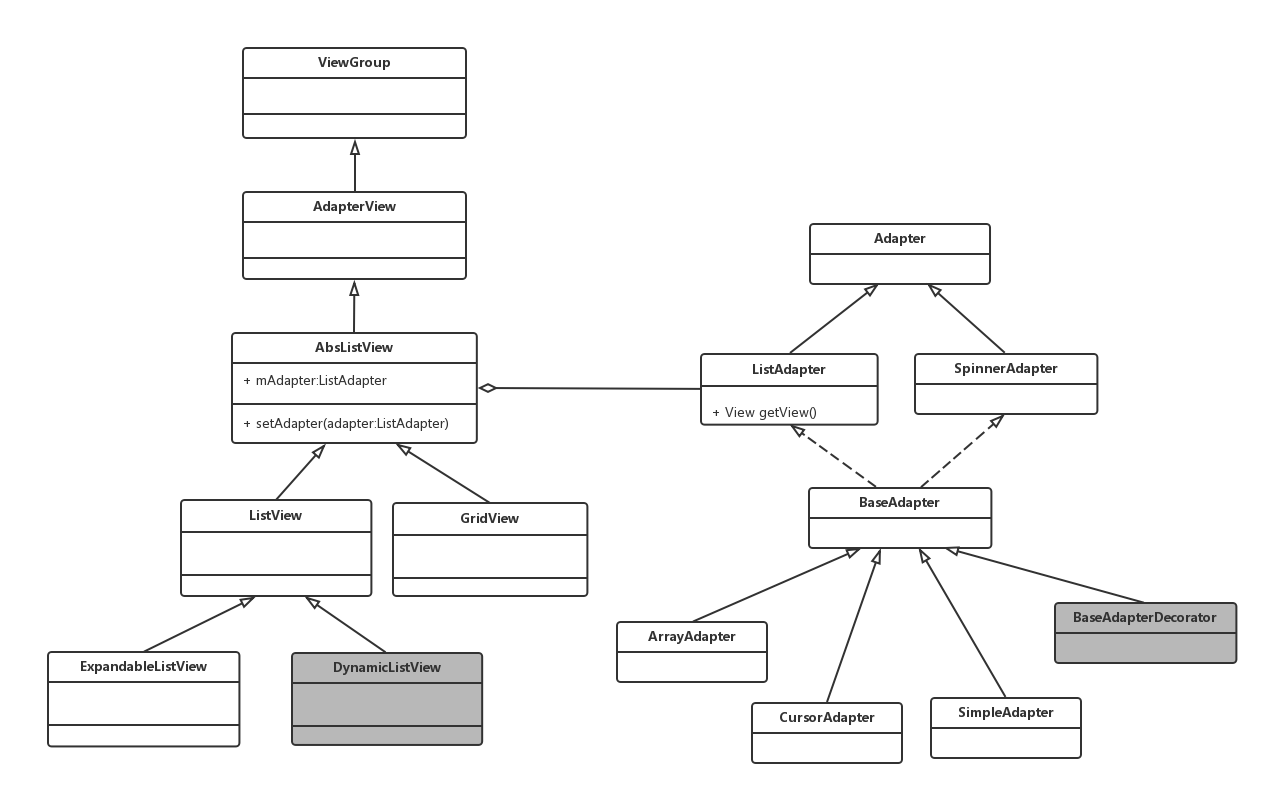 ViewGroup
AdapterView
Adapter
AbsListView
+ mAdapter:ListAdapter
+ setAdapter(adapter:ListAdapter)
ListAdapter
+ View getView()
SpinnerAdapter
ListView
GridView
BaseAdapter
ExpandableListView
DynamicListView
ArrayAdapter
BaseAdapterDecorator
CursorAdapter
SimpleAdapter